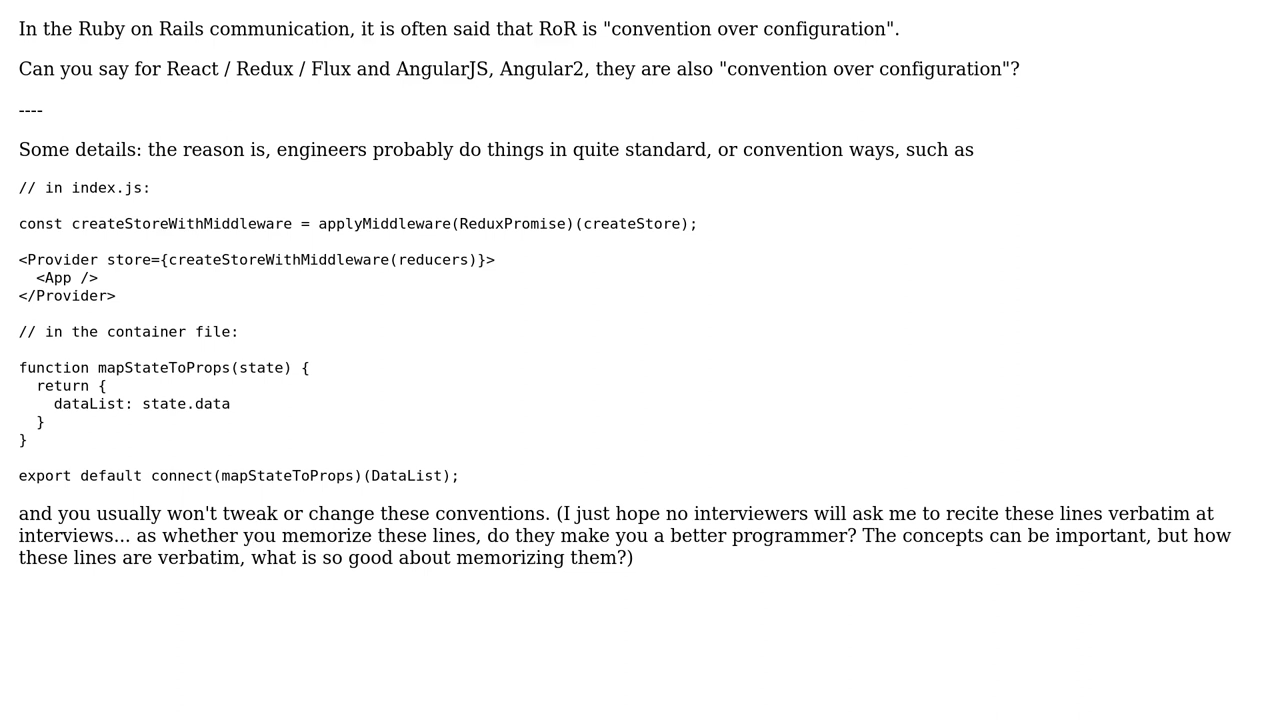 In the Ruby on Rails communication, it is often said that RoR is "convention over configuration".
Can you say for React / Redux / Flux and AngularJS, Angular2, they are also "convention over configuration"?
----
Some details: the reason is, engineers probably do things in quite standard, or convention ways, such as
// in index.js:
const createStoreWithMiddleware = applyMiddleware(ReduxPromise)(createStore);
<Provider store={createStoreWithMiddleware(reducers)}>
  <App />
</Provider>
// in the container file:
function mapStateToProps(state) {
  return {
    dataList: state.data
  }
}
export default connect(mapStateToProps)(DataList);
and you usually won't tweak or change these conventions. (I just hope no interviewers will ask me to recite these lines verbatim at
interviews... as whether you memorize these lines, do they make you a better programmer? The concepts can be important, but how
these lines are verbatim, what is so good about memorizing them?)